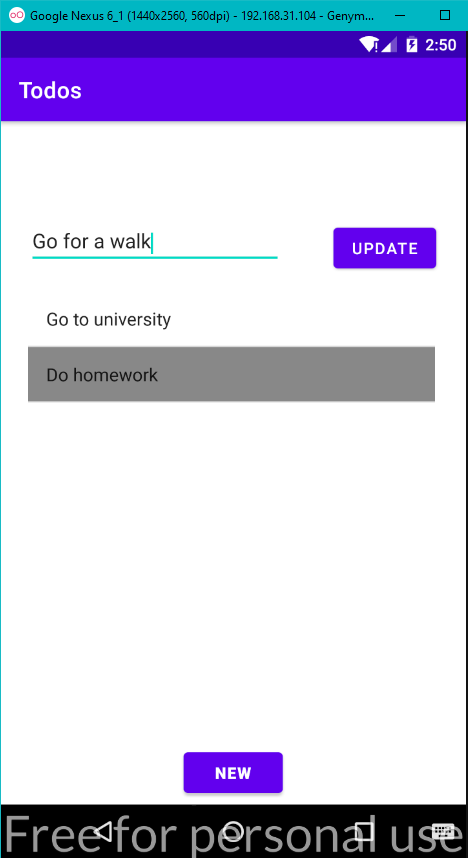 Google Nexus 6_1 (1440x2560, 560dpi) - 192.168.31.104 - Genym...
2:50
Todos
Go for a walk
UPDATE
Go to university
Do homework
NEW
Free for personal use